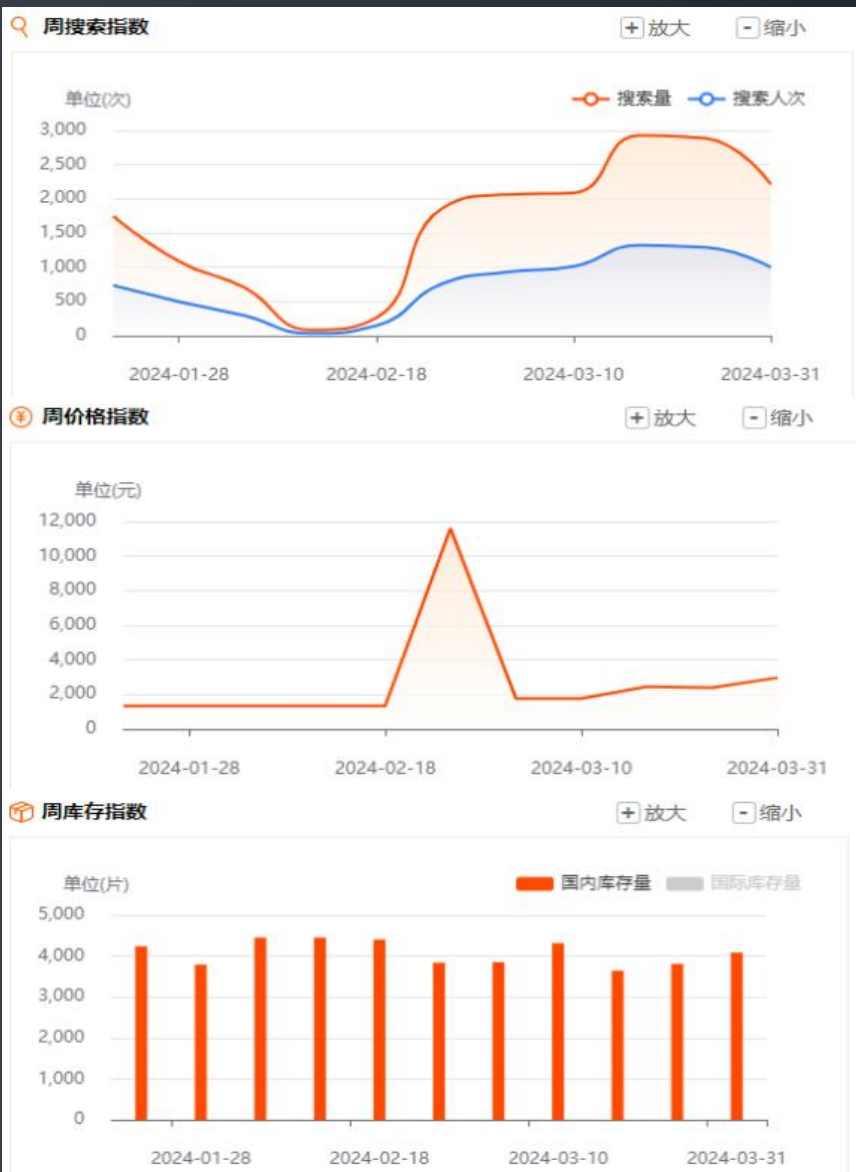 周搜索指数 + 放大 - 缩小
单位(次) 搜索量 搜索人次
3,000
2,500
2,000
1,500
1,000
500
0
2024-01-28 2024-02-18 2024-03-10 2024-03-31
¥ 周价格指数 + 放大 - 缩小
单位(元)
12,000
10,000
8,000
6,000
4,000
2,000
0
2024-01-28 2024-02-18 2024-03-10 2024-03-31
周库存指数 + 放大 - 缩小
单位(片) 国内库存量 国际库存量
5,000
4,000
3,000
2,000
1,000
0
2024-01-28 2024-02-18 2024-03-10 2024-03-31